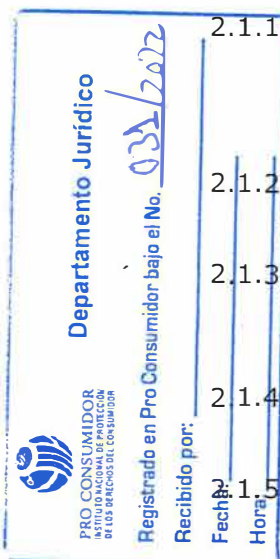 PRO CONSUMIDOR
INSTITUTO NACIONAL DE PROTECCIÓN
DE LOS DERECHOS DEL CONSUMIDOR
Departamento Jurídico
Registrado en Pro Consumidor bajo el No.
Recibido por:
Fecha:
Hora:
2.1.1
2.1.2
2.1.3
2.1.4
2.1.5